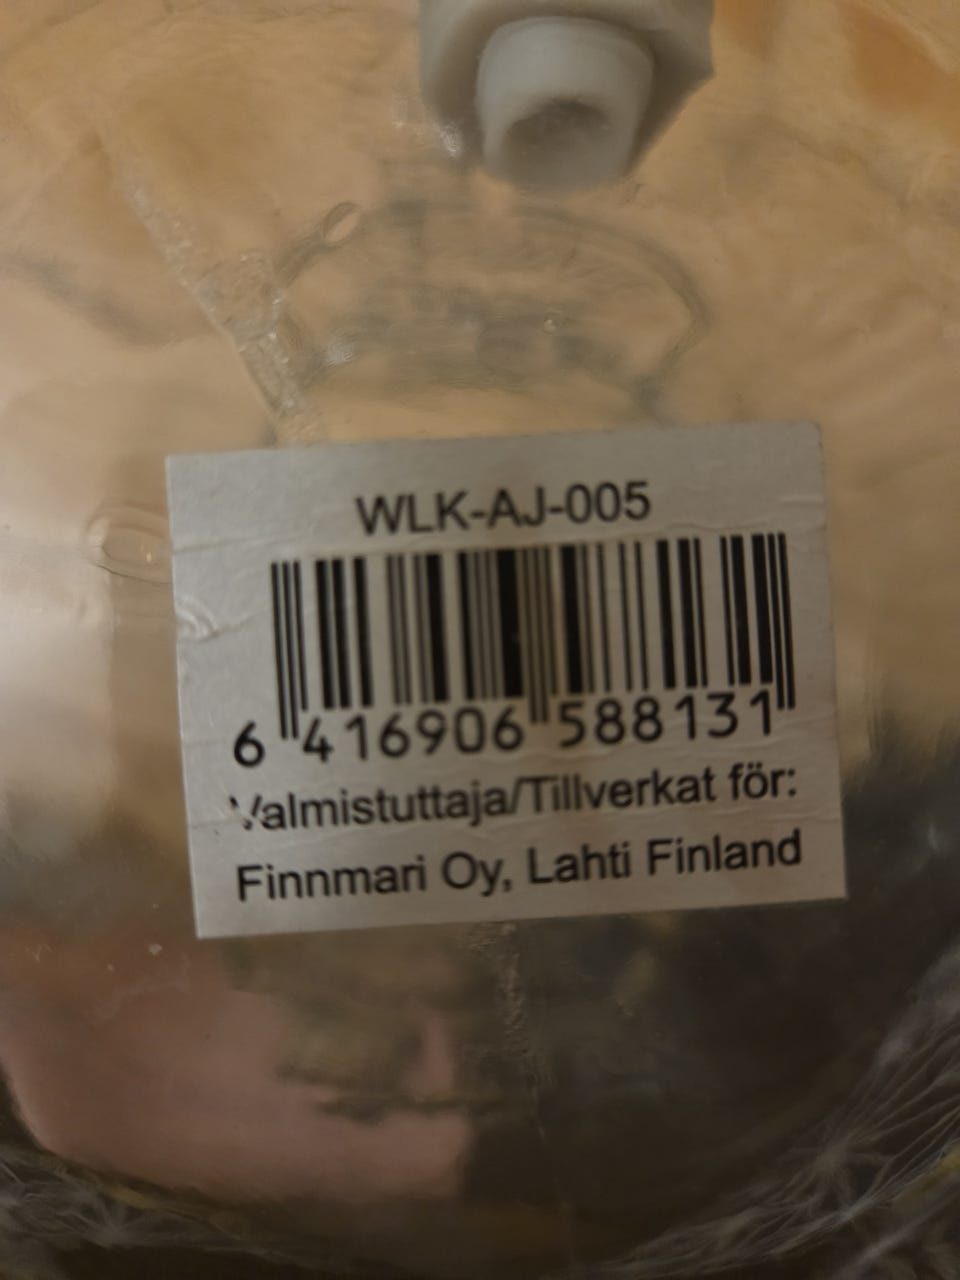 WLK-AJ-005
6 416906 588131
Valmistuttaja/Tillverkat för:
Finnmari Oy, Lahti Finland